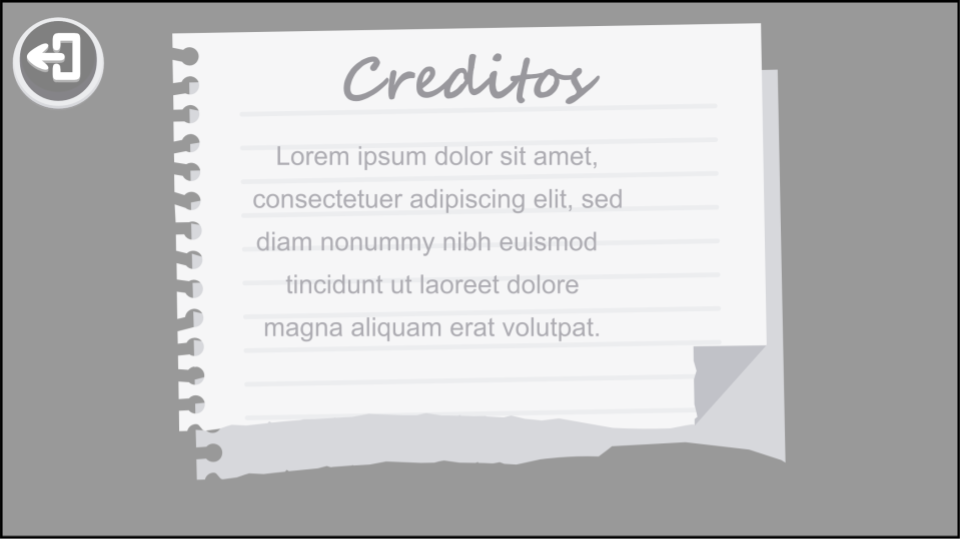 Creditos
Lorem ipsum dolor sit amet,
consectetuer adipiscing elit, sed
diam nonummy nibh euismod
tincidunt ut laoreet dolore
magna aliquam erat volutpat.